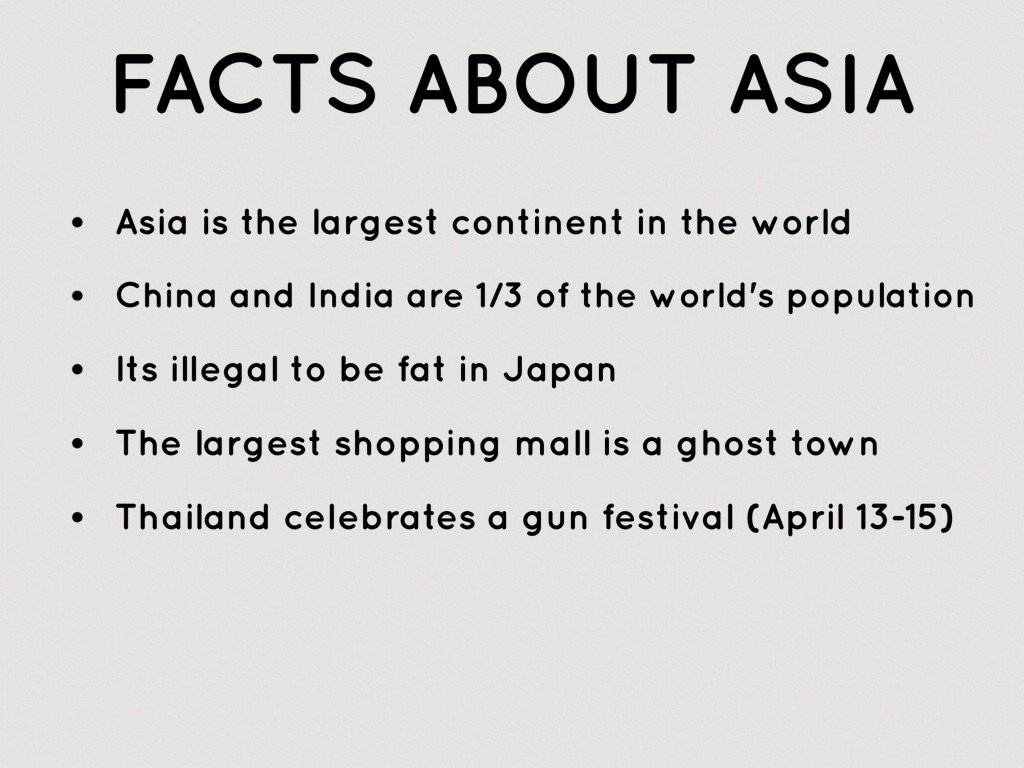 FACTS ABOUT ASIA
• Asia is the largest continent in the world
• China and India are 1/3 of the world's population
• Its illegal to be fat in Japan
• The largest shopping mall is a ghost town
• Thailand celebrates a gun festival (April 13-15)